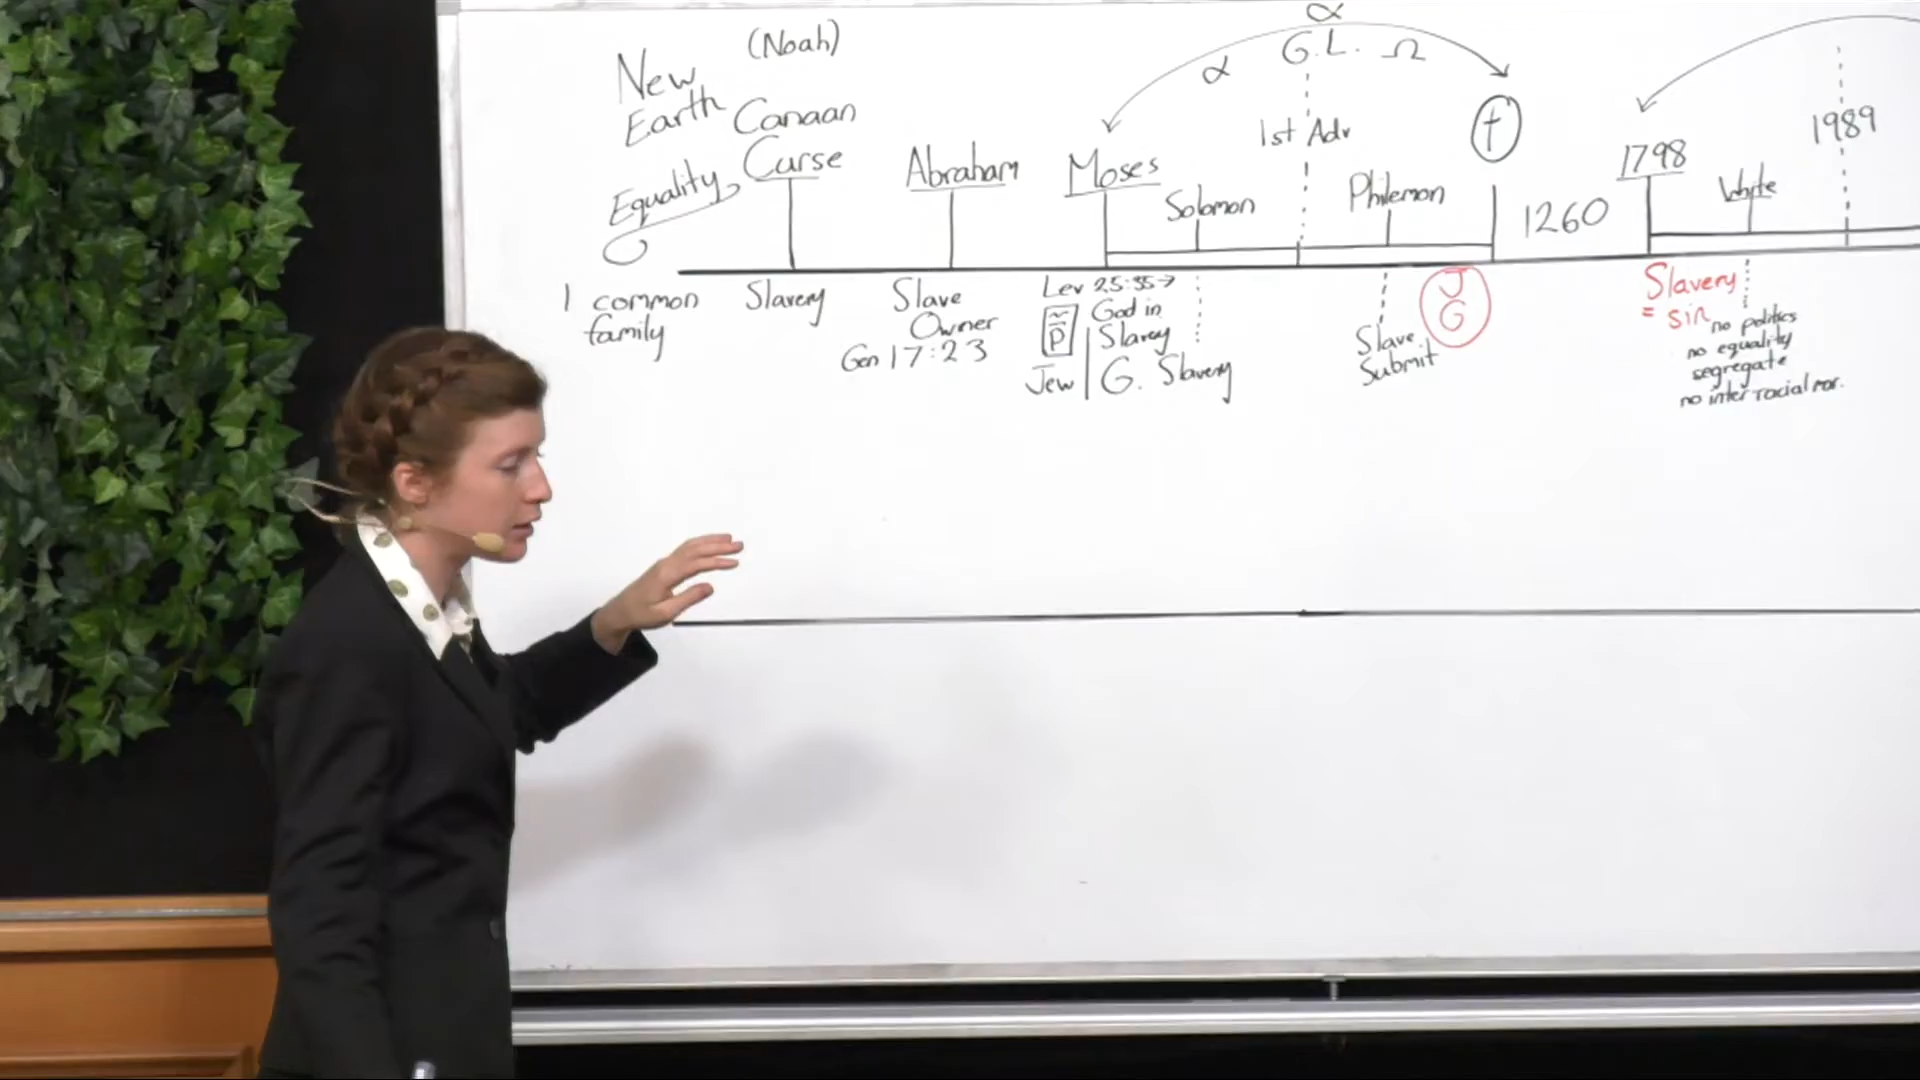 (Noah)
New
Earth
Canaan
Curse
Equality
1 common
family
Slavery
Abraham
Slave
Owner
Gen 17:23
Moses
Lev 25:35→
P
God in
Slavery
Jew
G. Slavery
Solomon
α
α
G.L.
Ω
1st Adv
Philemon
Slave
Submit
J
G
1260
1798
White
1989
Slavery
= sin
no politics
no equality
segregate
no inter racial mar.